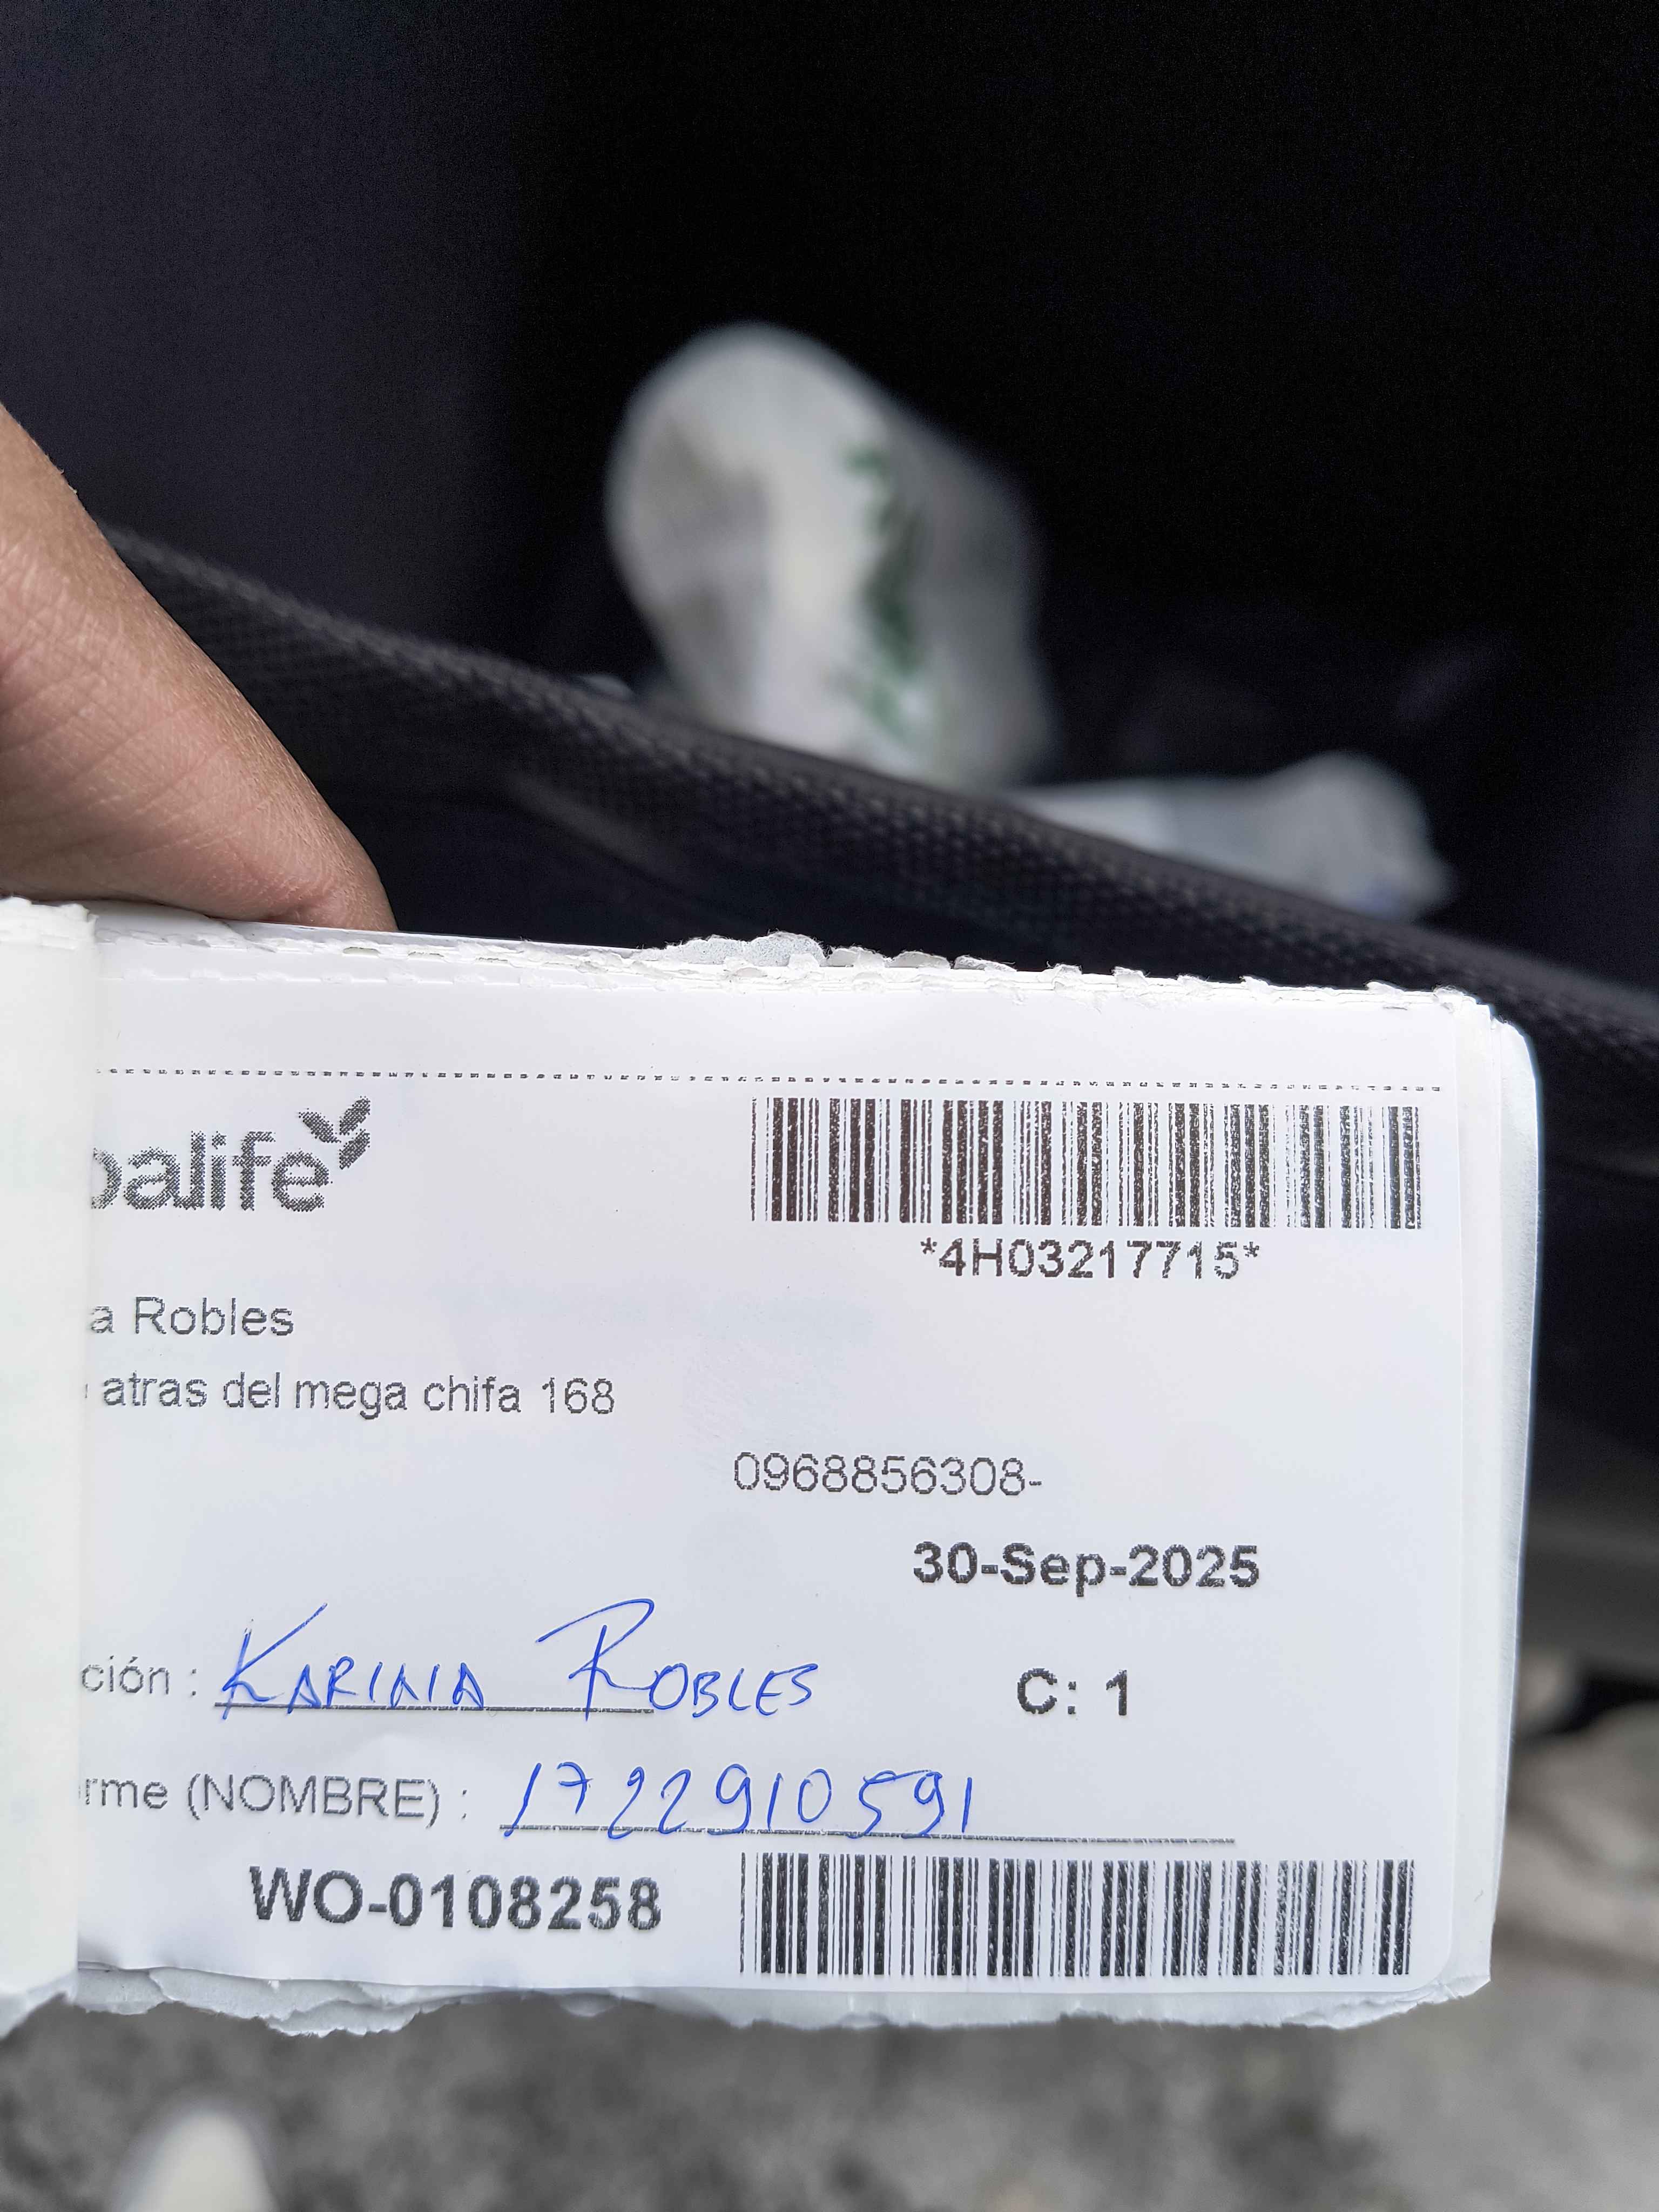 balife
*4H03217715*
a Robles
atras del mega chifa 168
0968856308-
30-Sep-2025
ción : KARINA ROBLES
C: 1
rme (NOMBRE) : 1722910591
WO-0108258